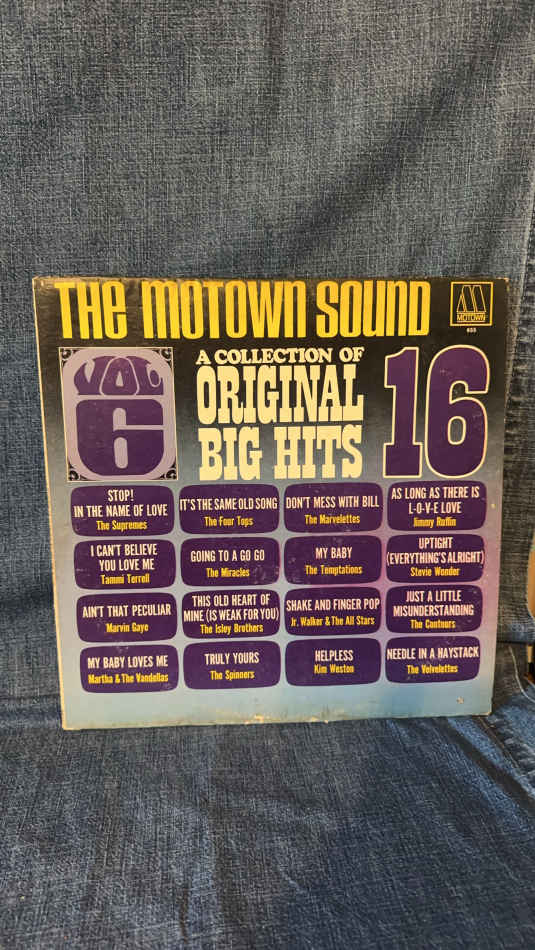 THE MOTOWN SOUND
MOTOWN
655
VOL
6
A COLLECTION OF
ORIGINAL
BIG HITS
16
STOP!
IN THE NAME OF LOVE
The Supremes
IT'S THE SAME OLD SONG
The Four Tops
DON'T MESS WITH BILL
The Marvelettes
AS LONG AS THERE IS
L-O-V-E LOVE
Jimmy Ruffin
I CAN'T BELIEVE
YOU LOVE ME
Tammi Terrell
GOING TO A GO GO
The Miracles
MY BABY
The Temptations
UPTIGHT
(EVERYTHING'S ALRIGHT)
Stevie Wonder
AIN'T THAT PECULIAR
Marvin Gaye
THIS OLD HEART OF
MINE (IS WEAK FOR YOU)
The Isley Brothers
SHAKE AND FINGER POP
Jr. Walker & The All Stars
JUST A LITTLE
MISUNDERSTANDING
The Contours
MY BABY LOVES ME
Martha & The Vandellas
TRULY YOURS
The Spinners
HELPLESS
Kim Weston
NEEDLE IN A HAYSTACK
The Velvelettes